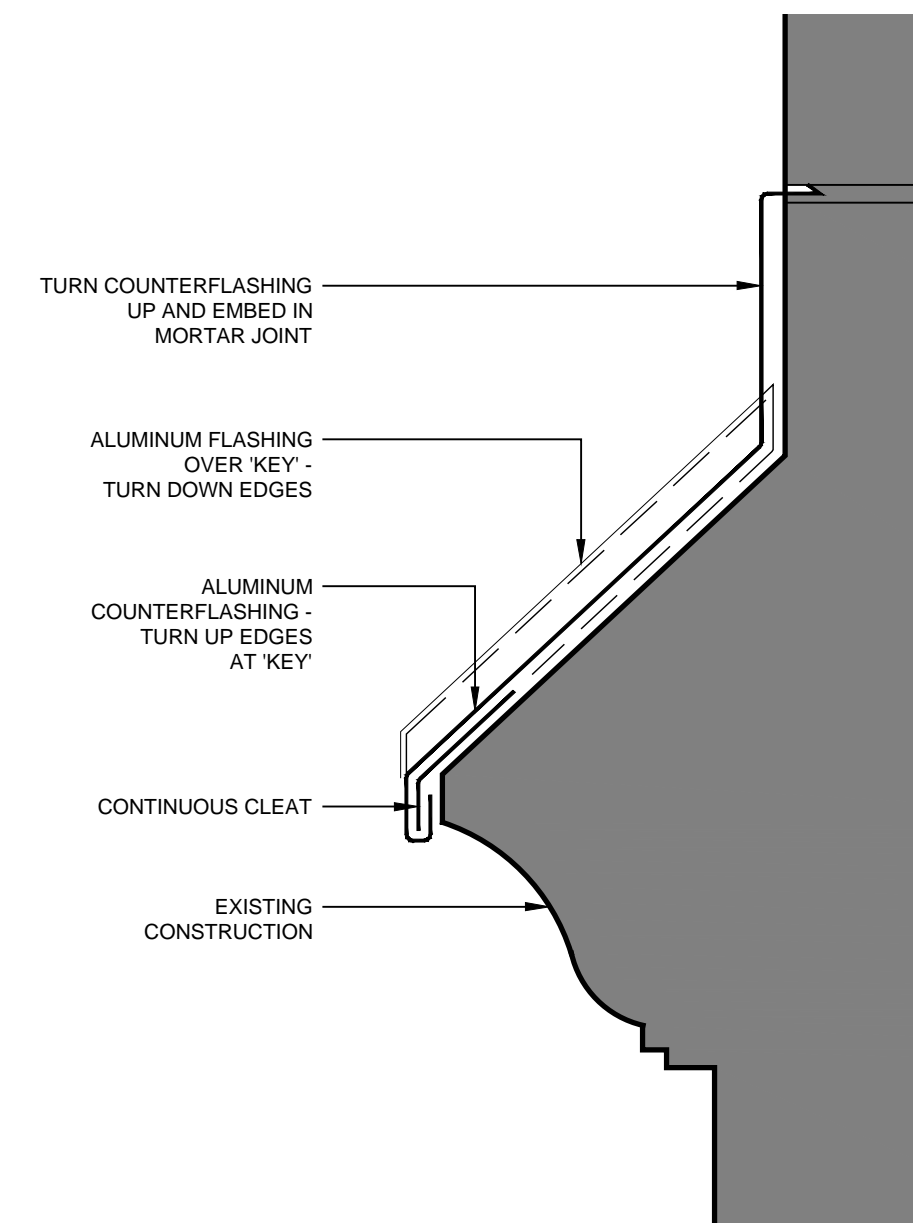 TURN COUNTERFLASHING
UP AND EMBED IN
MORTAR JOINT
ALUMINUM FLASHING
OVER 'KEY' -
TURN DOWN EDGES
ALUMINUM
COUNTERFLASHING -
TURN UP EDGES
AT 'KEY'
CONTINUOUS CLEAT
EXISTING
CONSTRUCTION